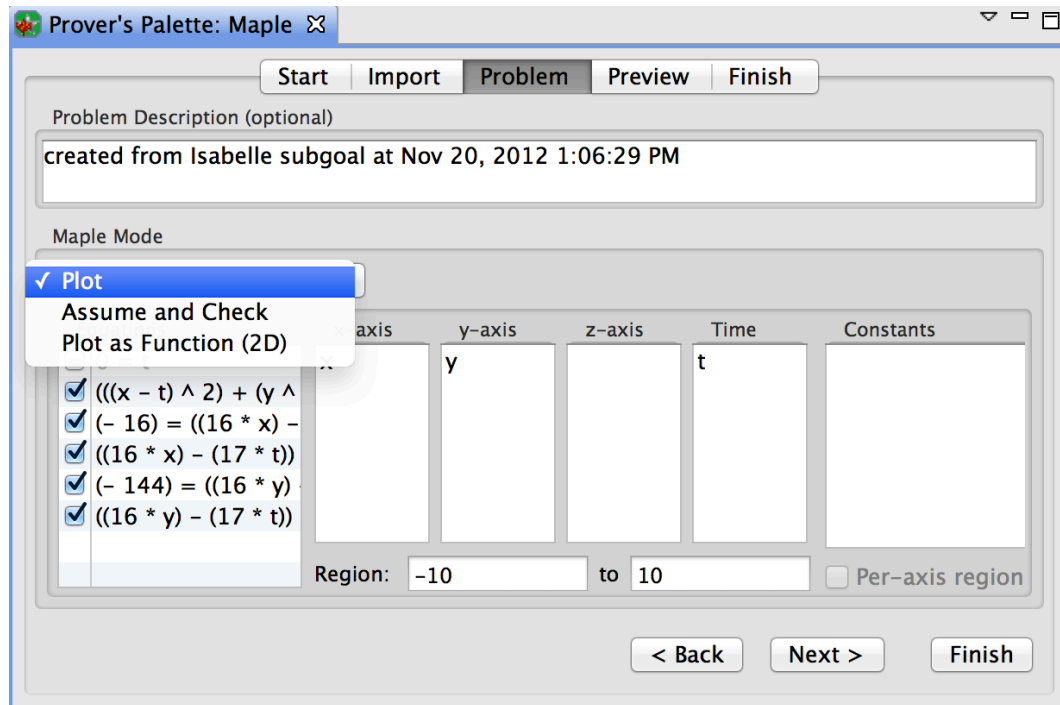 Prover's Palette: Maple
Start Import Problem Preview Finish
Problem Description (optional)
created from Isabelle subgoal at Nov 20, 2012 1:06:29 PM
Maple Mode
✓ Plot
Assume and Check
Plot as Function (2D)
axis y-axis z-axis Time Constants
x y t
(((x – t) ^ 2) + (y ^
(– 16) = ((16 * x) –
((16 * x) – (17 * t))
(– 144) = ((16 * y)
((16 * y) – (17 * t))
Region: -10 to 10 Per-axis region
< Back Next > Finish